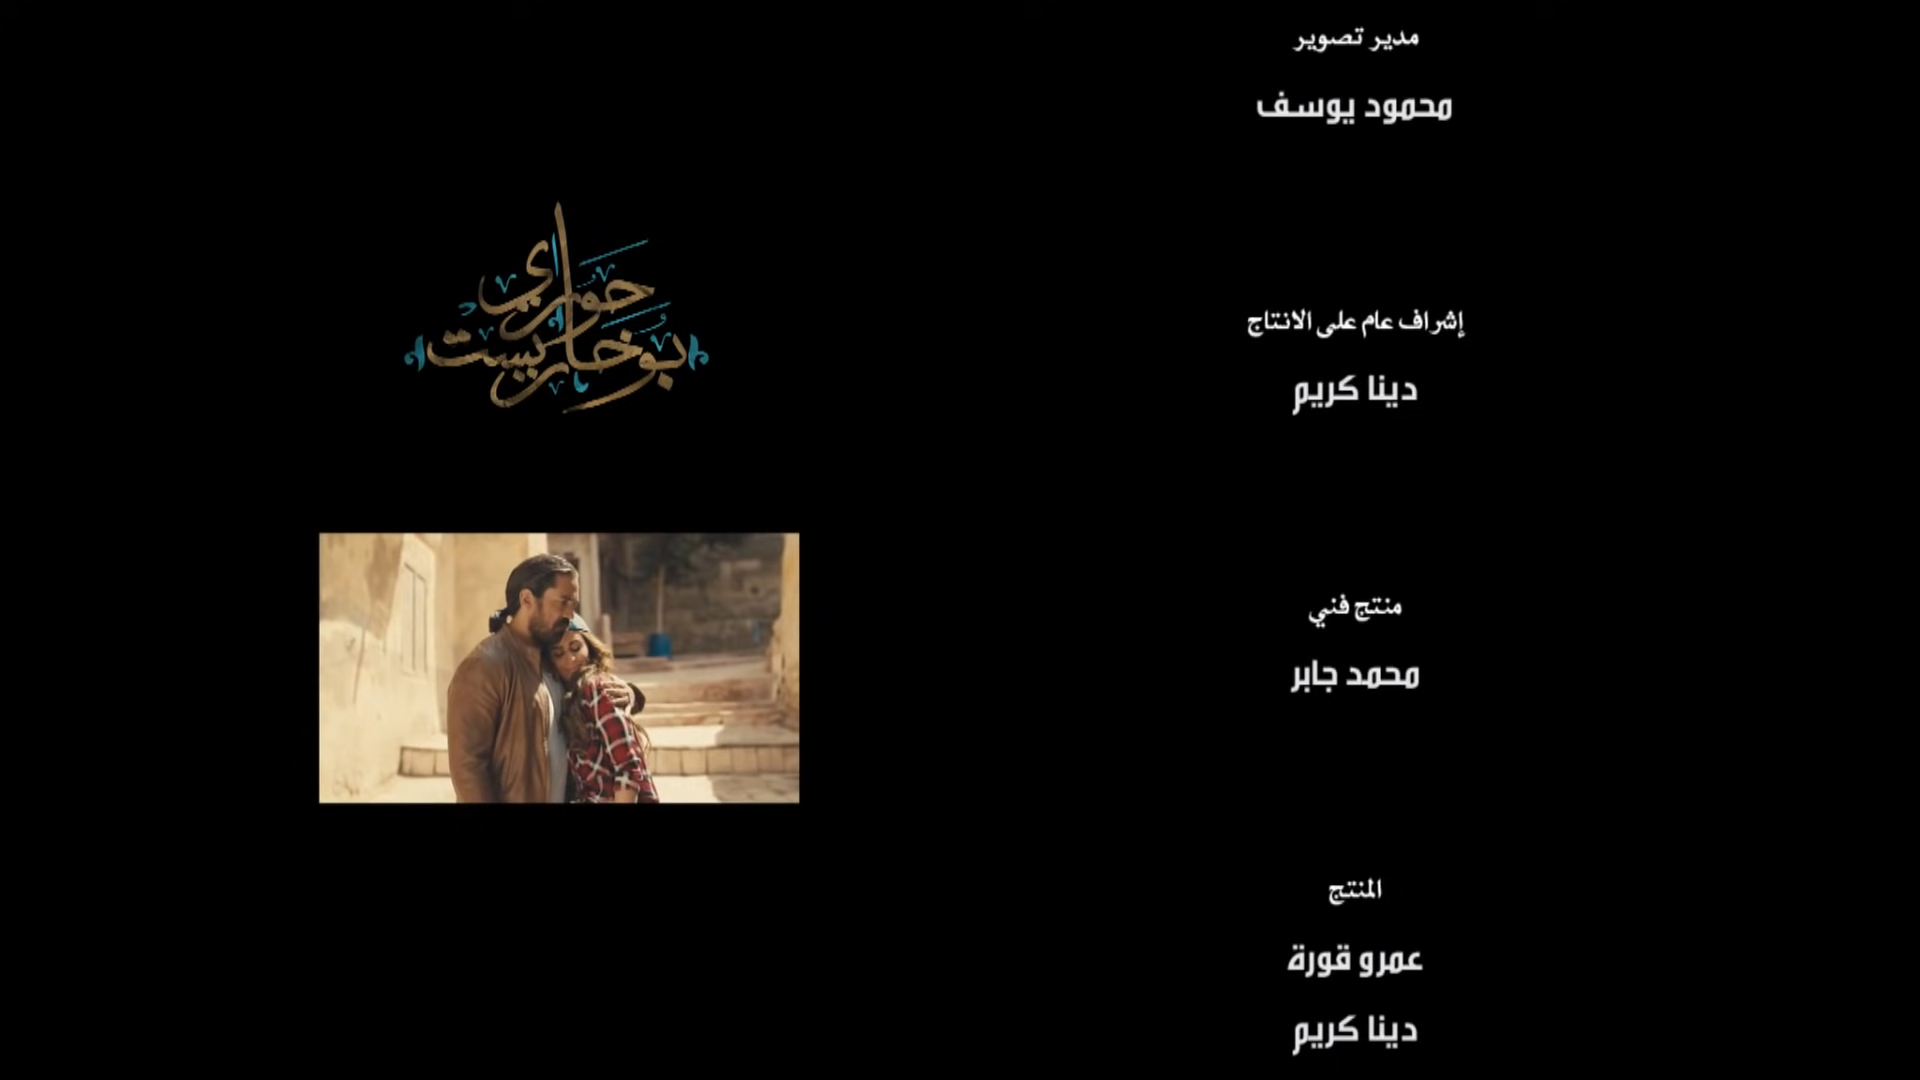 مدير تصوير
محمود يوسف
حواري
بوخارست
إشراف عام على الانتاج
دينا كريم
منتج فني
محمد جابر
المنتج
عمرو قورة
دينا كريم